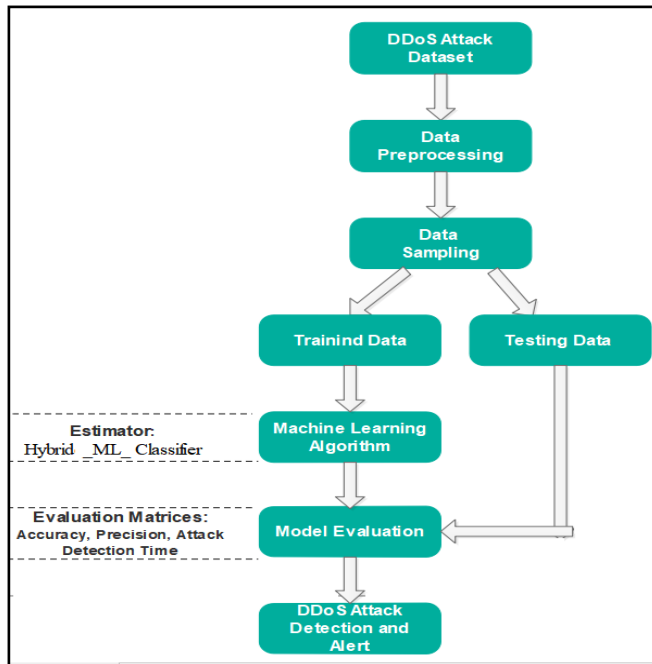 DDoS Attack
Dataset
Data
Preprocessing
Data
Sampling
Trainind Data
Testing Data
Estimator:
Hybrid _ML_ Classifier
Machine Learning
Algorithm
Evaluation Matrices:
Accuracy, Precision, Attack
Detection Time
Model Evaluation
DDoS Attack
Detection and
Alert